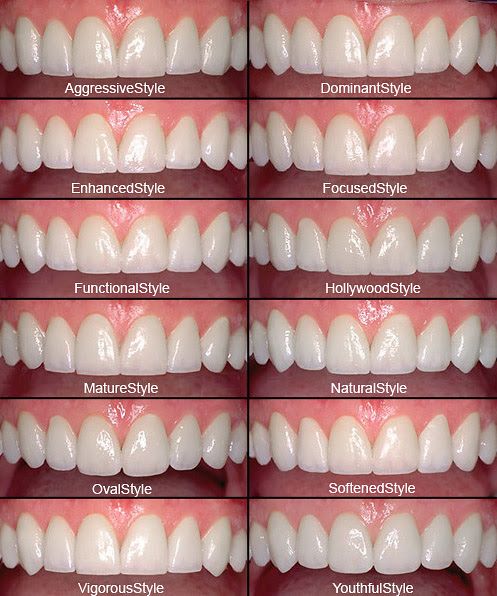 AggressiveStyle
DominantStyle
EnhancedStyle
FocusedStyle
FunctionalStyle
HollywoodStyle
MatureStyle
NaturalStyle
OvalStyle
SoftenedStyle
VigorousStyle
YouthfulStyle